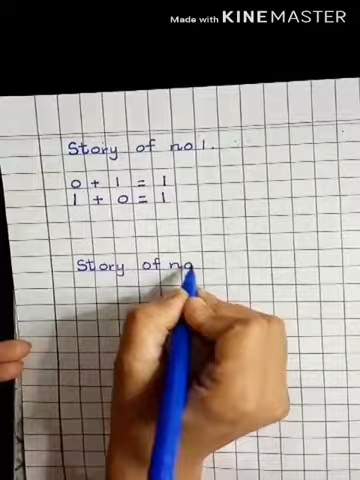 Made with KINEMASTER
Story of no 1.
0 + 1 = 1
1 + 0 = 1
Story of no